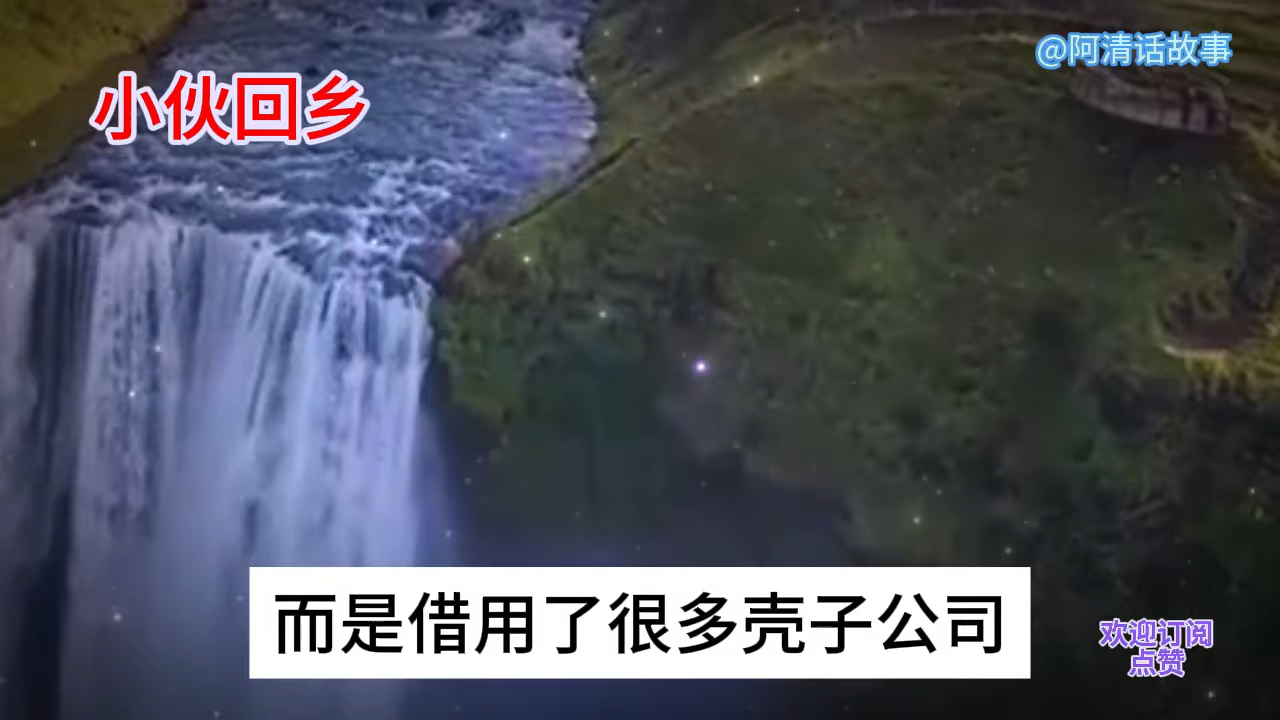 @阿清话故事
小伙回乡
而是借用了很多壳子公司
欢迎订阅
点赞